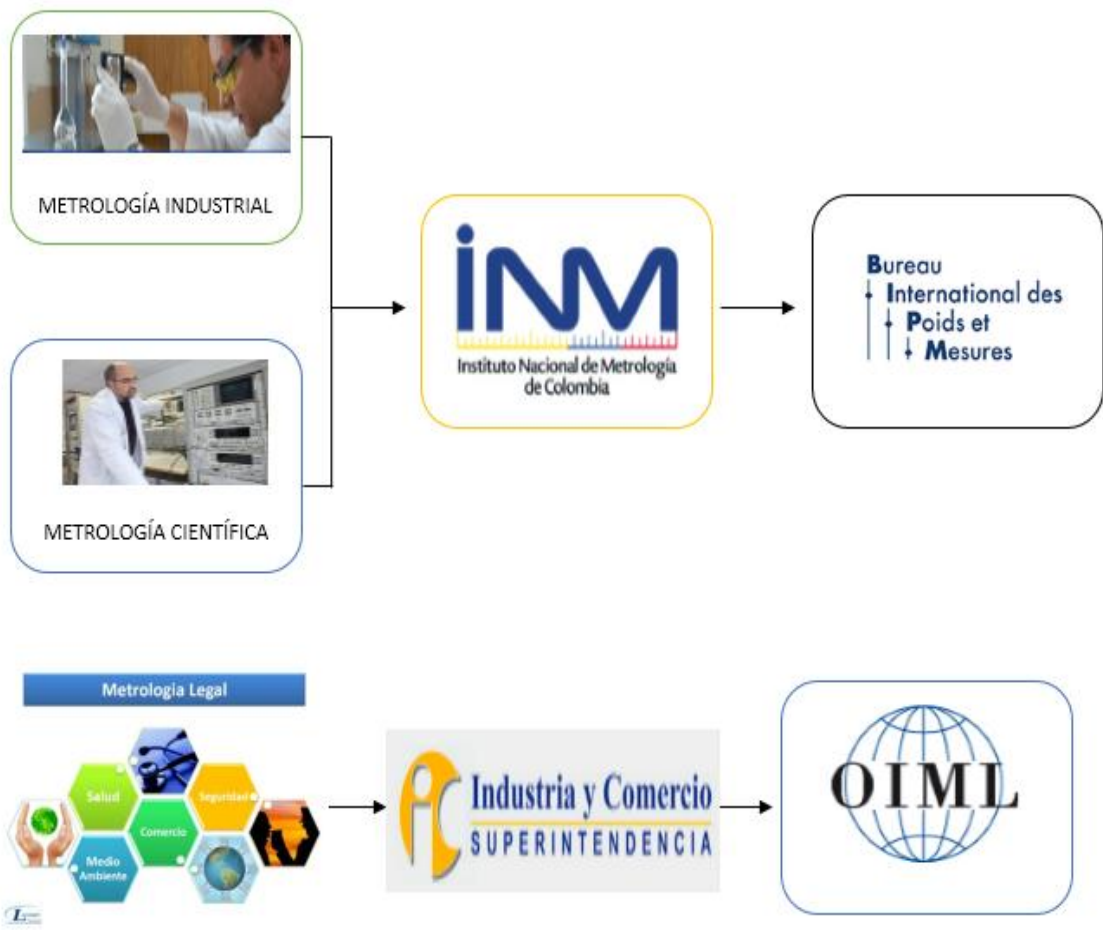 METROLOGÍA INDUSTRIAL
iNM
Instituto Nacional de Metrología
de Colombia
Bureau
International des
Poids et
Mesures
METROLOGÍA CIENTÍFICA
Metrologia Legal
Salud
Seguridad
Comercio
Medio
Ambiente
Industria y Comercio
SUPERINTENDENCIA
OIML